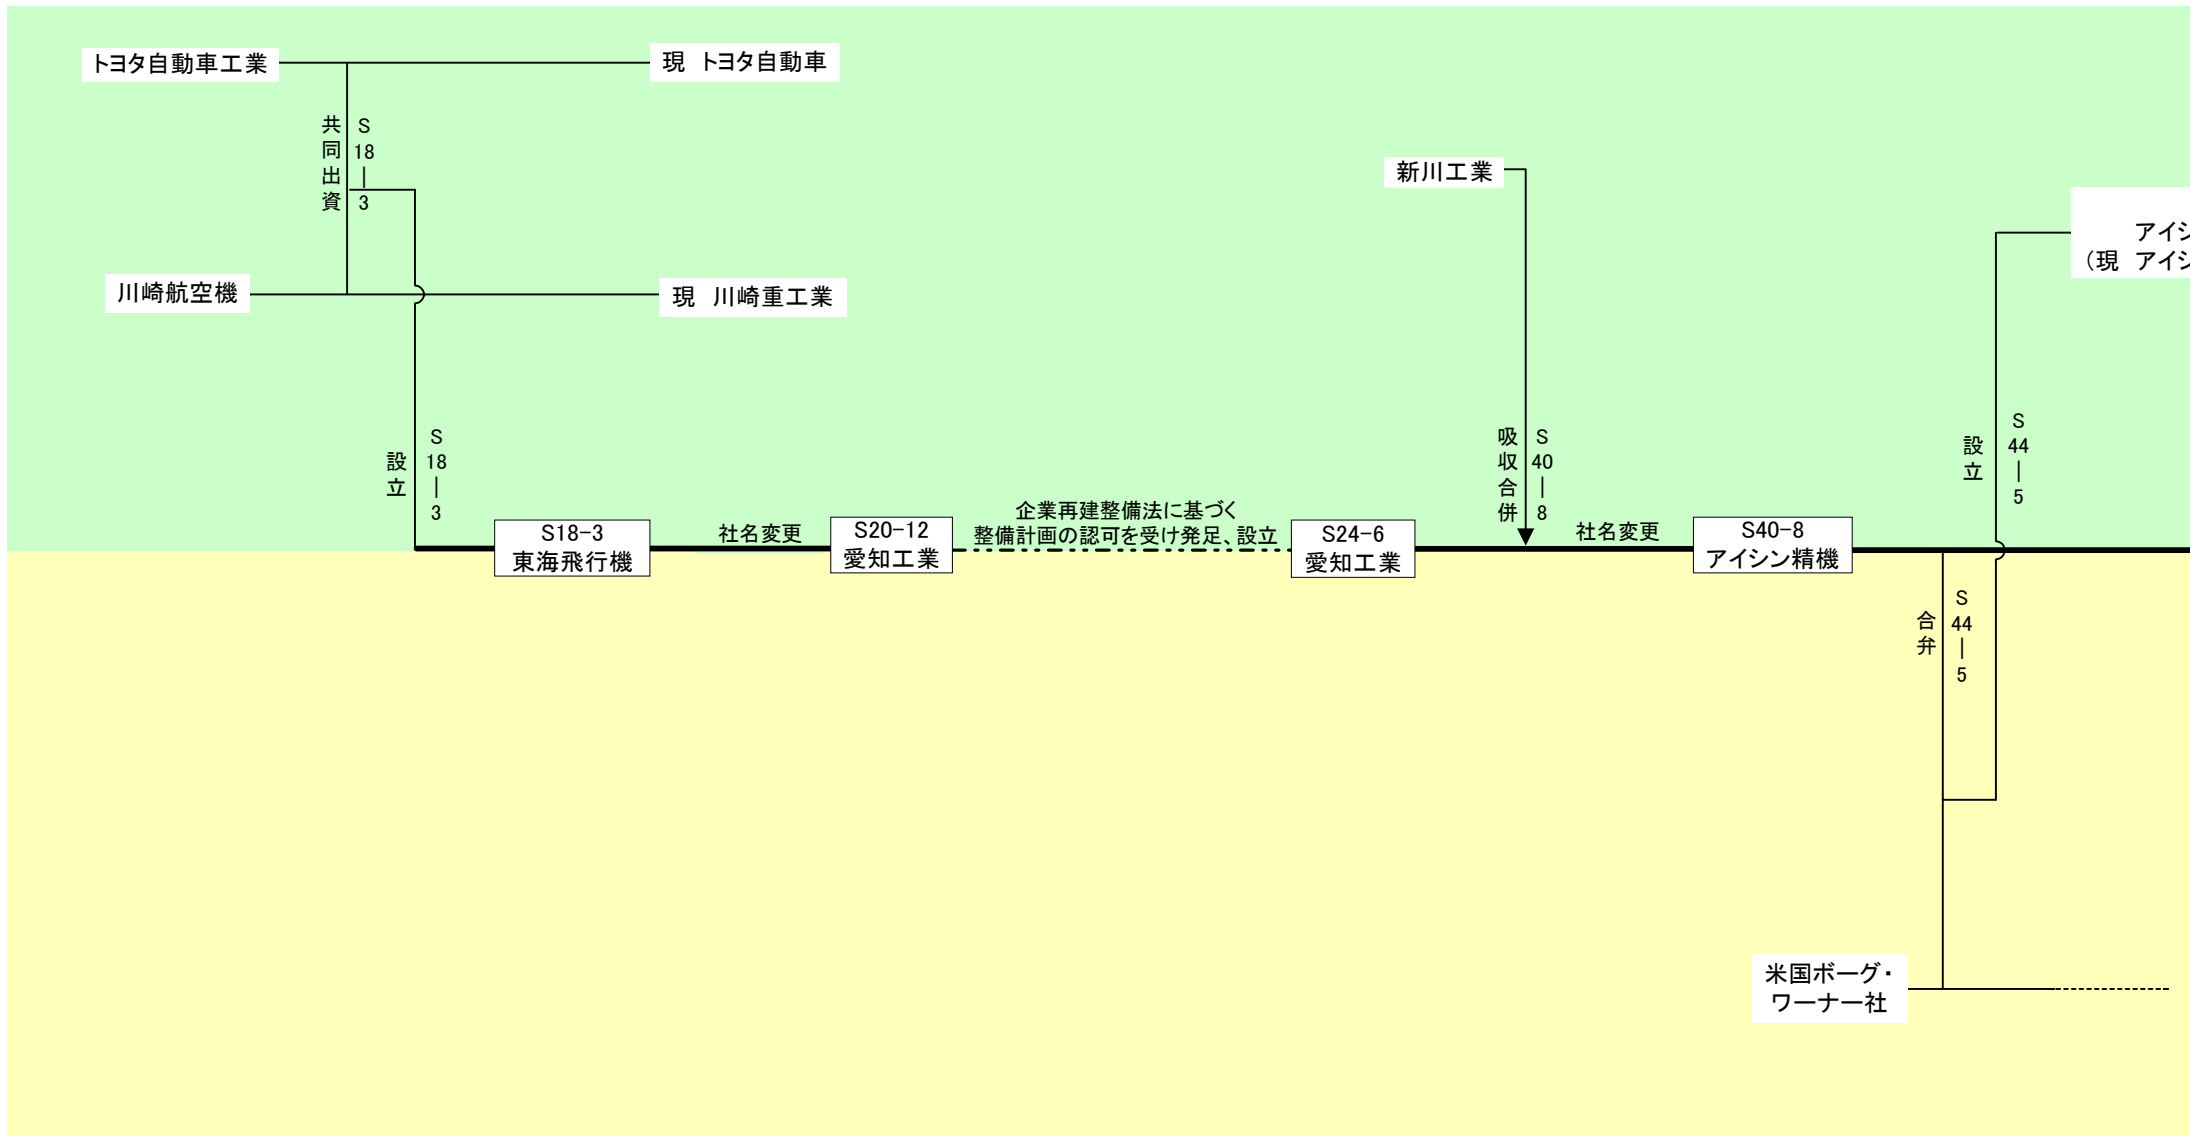 トヨタ自動車工業
現 トヨタ自動車
共同出資
S18-3
新川工業
アイシ
(現 アイシ
川崎航空機
現 川崎重工業
設立
S18-3
吸収合併
S40-8
設立
S44-5
S18-3
東海飛行機
社名変更
S20-12
愛知工業
企業再建整備法に基づく
整備計画の認可を受け発足、設立
S24-6
愛知工業
社名変更
S40-8
アイシン精機
合弁
S44-5
米国ボーグ・
ワーナー社